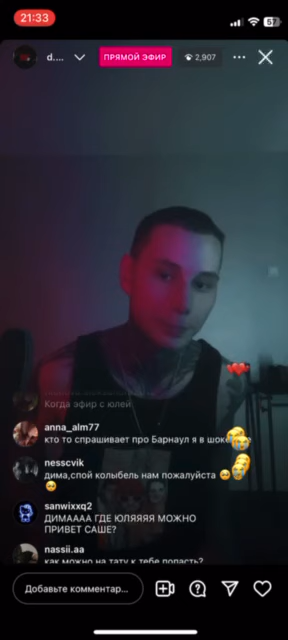 21:33
57
d....
ПРЯМОЙ ЭФИР
2,907
Когда эфир с юлей
anna_alm77
кто то спрашивает про Барнаул я в шоке
nesscvik
дима,спой колыбель нам пожалуйста 🥺
🥺
sanwixxq2
ДИМАААА ГДЕ ЮЛЯЯЯЯ МОЖНО
ПРИВЕТ САШЕ?
nassii.aa
как можно на тату к тебе попасть?
Добавьте комментар...